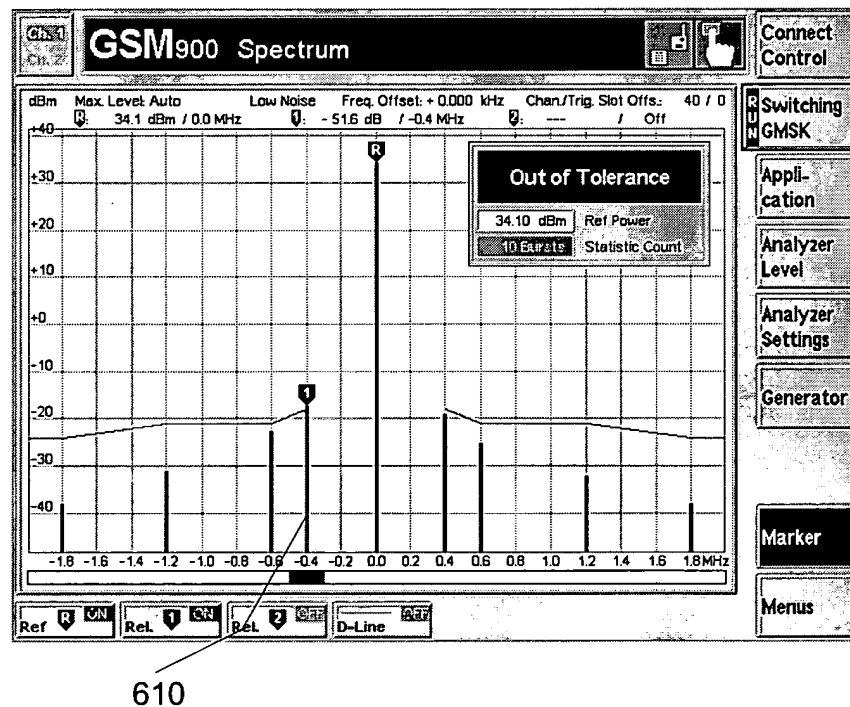 Ch. 1
Ch. 2
GSM900 Spectrum
Connect
Control
dBm Max. Level: Auto Low Noise Freq. Offset: + 0.000 kHz Chan./Trig. Slot Offs.: 40 / 0
R: 34.1 dBm / 0.0 MHz 1: - 51.6 dB / -0.4 MHz 2: --- / Off
RUN
Switching
GMSK
+40
+30
+20
+10
+0
-10
-20
-30
-40
R
1
Out of Tolerance
34.10 dBm Ref Power
10 Bursts Statistic Count
-1.8 -1.6 -1.4 -1.2 -1.0 -0.8 -0.6 -0.4 -0.2 0.0 0.2 0.4 0.6 0.8 1.0 1.2 1.4 1.6 1.8 MHz
Appli-
cation
Analyzer
Level
Analyzer
Settings
Generator
Marker
Menus
Ref R ON
Rel. 1 ON
Rel. 2 OFF
D-Line OFF
610